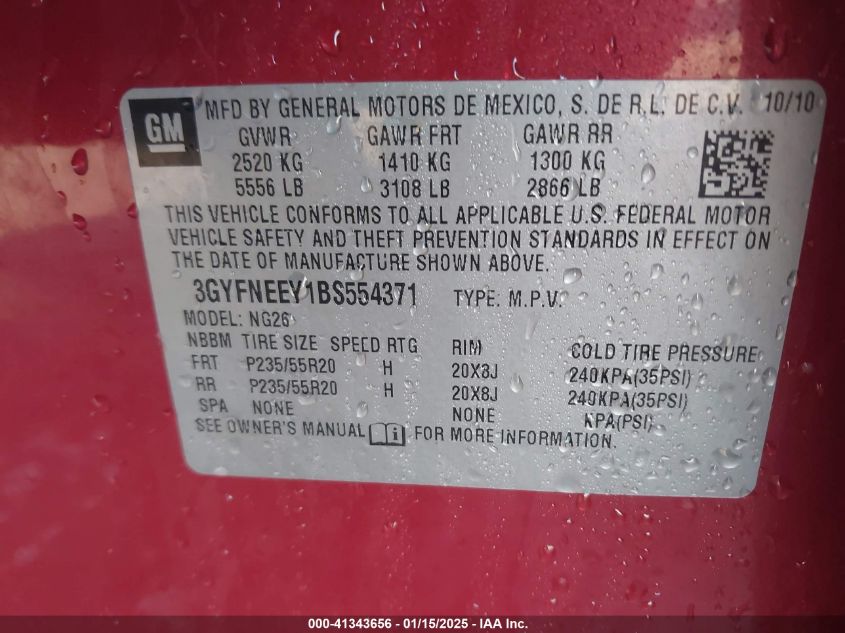 GM
MFD BY GENERAL MOTORS DE MEXICO, S. DE R.L. DE C.V. 10/10
GVWR GAWR FRT GAWR RR
2520 KG 1410 KG 1300 KG
5556 LB 3108 LB 2866 LB
THIS VEHICLE CONFORMS TO ALL APPLICABLE U.S. FEDERAL MOTOR
VEHICLE SAFETY AND THEFT PREVENTION STANDARDS IN EFFECT ON
THE DATE OF MANUFACTURE SHOWN ABOVE.
3GYFNEEY1BS554371 TYPE: M.P.V.
MODEL: NG26
NBBM TIRE SIZE SPEED RTG RIM COLD TIRE PRESSURE
FRT P235/55R20 H 20X8J 240KPA(35PSI)
RR P235/55R20 H 20X8J 240KPA(35PSI)
SPA NONE NONE KPA(PSI)
SEE OWNER'S MANUAL FOR MORE INFORMATION.
000-41343656 — 01/15/2025 — IAA Inc.